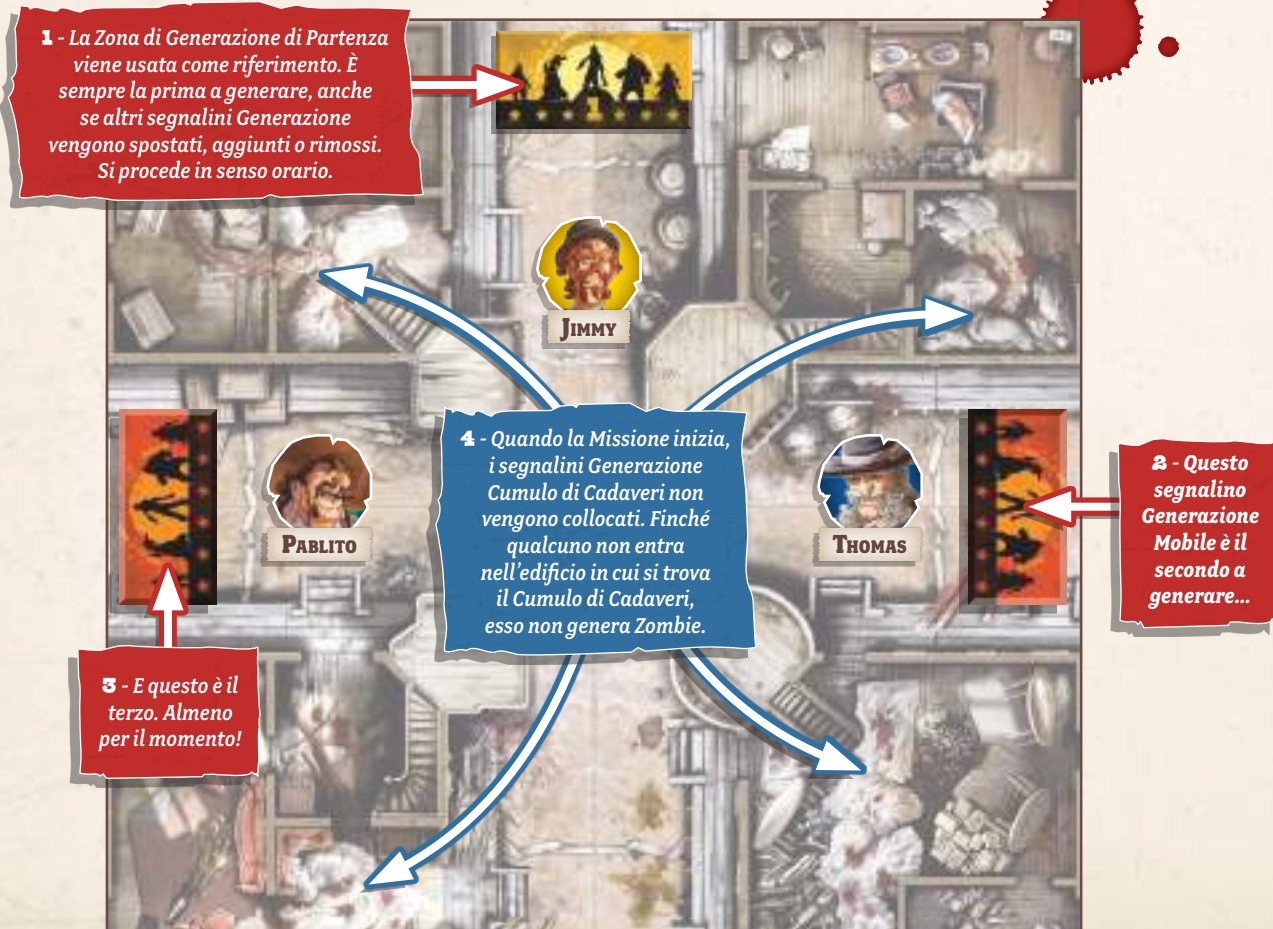 1 - La Zona di Generazione di Partenza
viene usata come riferimento. È
sempre la prima a generare, anche
se altri segnalini Generazione
vengono spostati, aggiunti o rimossi.
Si procede in senso orario.
1
JIMMY
4 - Quando la Missione inizia,
i segnalini Generazione
Cumulo di Cadaveri non
vengono collocati. Finché
qualcuno non entra
nell'edificio in cui si trova
il Cumulo di Cadaveri,
esso non genera Zombie.
PABLITO
THOMAS
2 - Questo
segnalino
Generazione
Mobile è il
secondo a
generare...
3 - E questo è il
terzo. Almeno
per il momento!